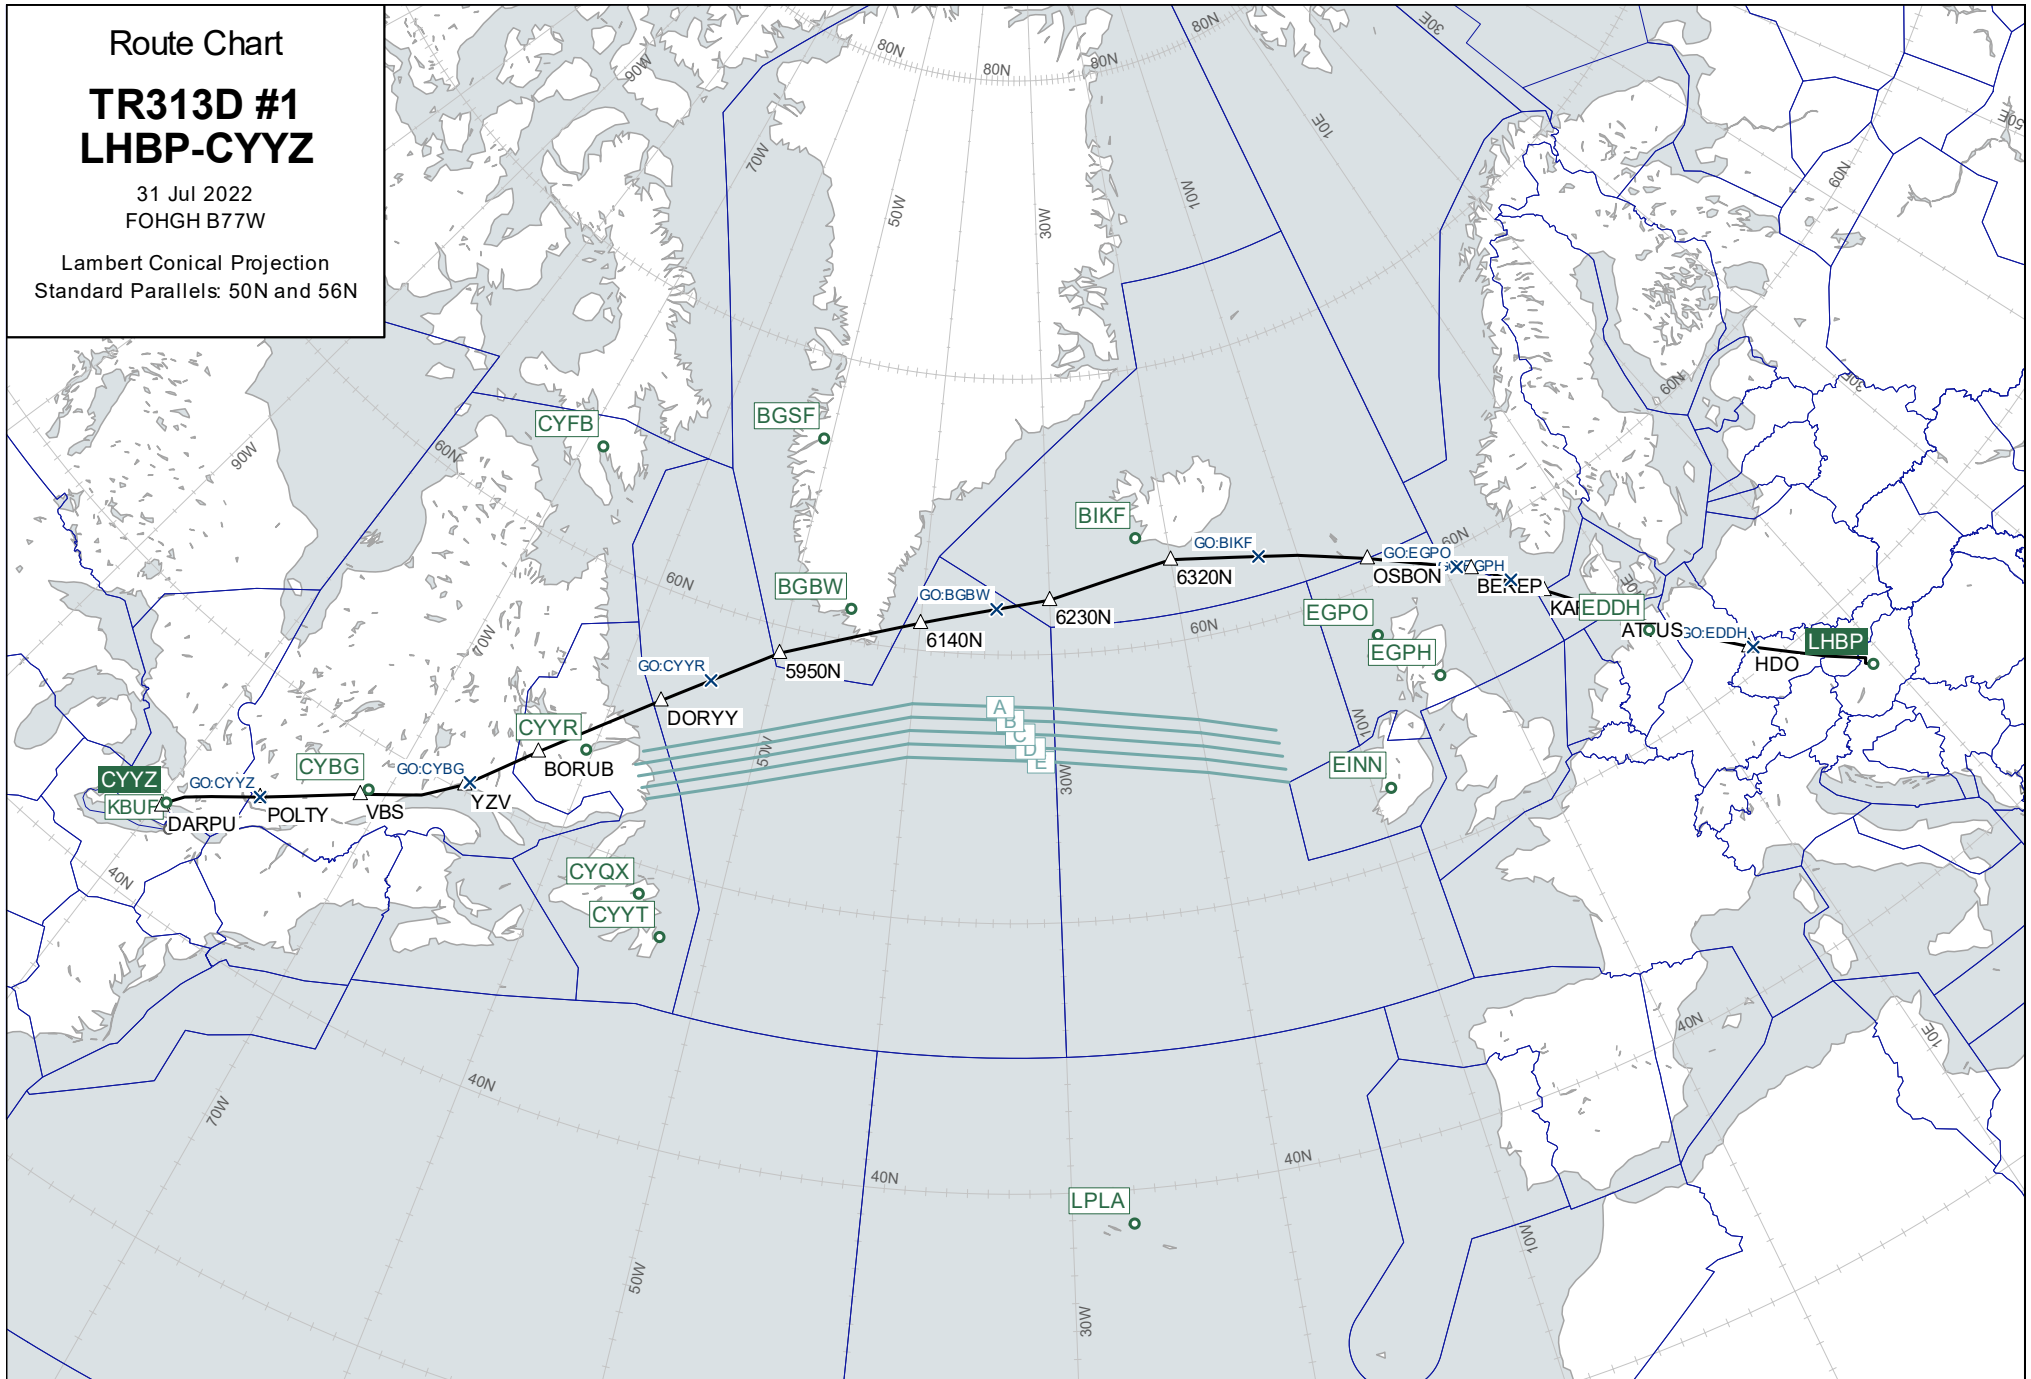 Route Chart
TR313D #1
LHBP-CYYZ
31 Jul 2022
FOHGH B77W
Lambert Conical Projection
Standard Parallels: 50N and 56N
80N
80N
80N
80N
30E
50E
90W
70W
10E
60N
50W
30W
10W
30E
60N
CYFB
BGSF
60N
90W
BIKF
GO:BIKF
60N
GO:EGPO
6320N
OSBON
BEREP
60N
BGBW
GO:BGBW
EGPO
EDDH
6140N
6230N
60N
ATTUS
GO:EDDH
LHBP
70W
GO:CYYR
5950N
EGPH
HDO
DORYY
A
B
C
D
E
10W
CYYR
50W
30W
EINN
BORUB
CYYZ
KBUF
GO:CYYZ
CYBG
GO:CYBG
DARPU
POLTY
VBS
YZV
40N
CYQX
CYYT
40N
10E
40N
70W
40N
40N
LPLA
10W
50W
30W